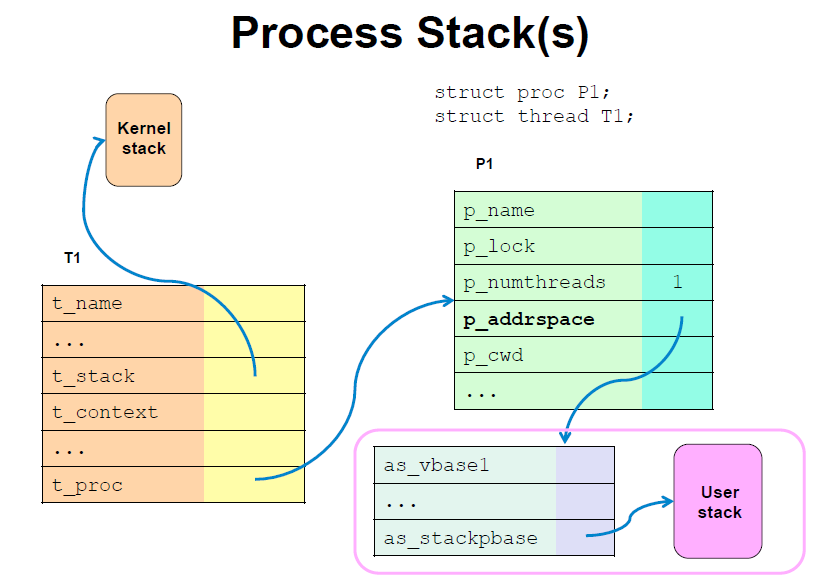 Process Stack(s)
struct proc P1;
struct thread T1;
Kernel
stack
T1
t_name
...
t_stack
t_context
...
t_proc
P1
p_name
p_lock
p_numthreads 1
p_addrspace
p_cwd
...
as_vbase1
...
as_stackpbase
User
stack